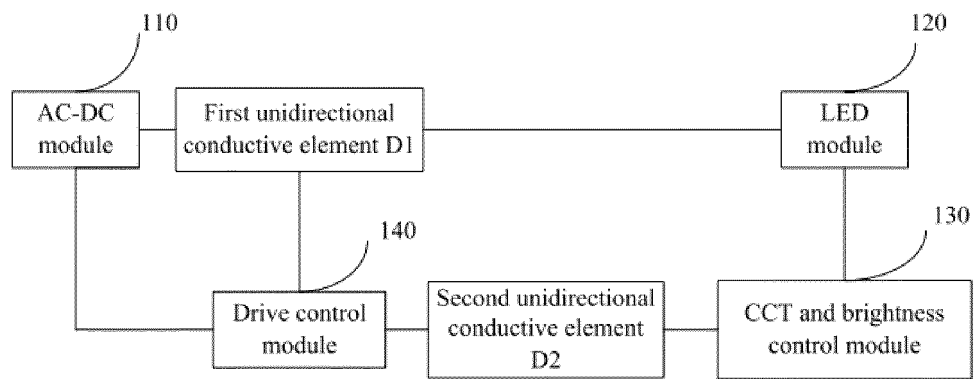 110
120
AC-DC
module
First unidirectional
conductive element D1
LED
module
140
130
Drive control
module
Second unidirectional
conductive element
D2
CCT and brightness
control module